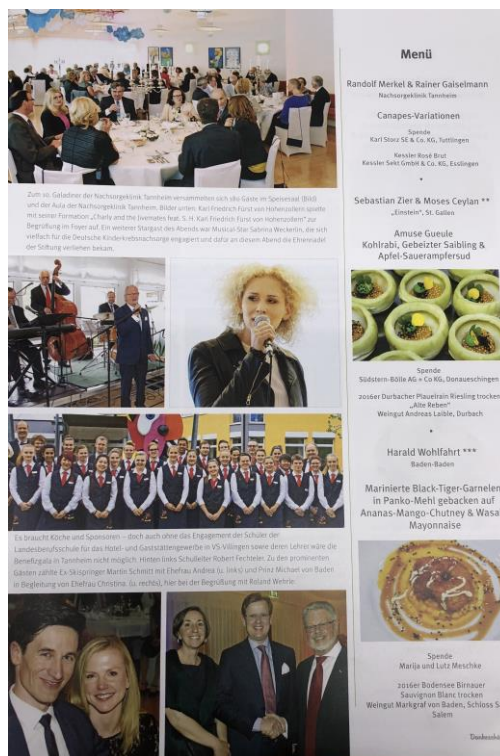 Zum 10. Galadiner der Nachsorgeklinik Tannheim versammelten sich 180 Gäste im Speisesaal (Bild)
und der Aula der Nachsorgeklinik Tannheim. Bilder unten: Karl Friedrich Fürst von Hohenzollern spielte
mit seiner Formation „Charly and the Jivemates feat. S. H. Karl Friedrich Fürst von Hohenzollern“ zur
Begrüßung im Foyer auf. Ein weiterer Stargast des Abends war Musical-Star Sabrina Weckerlin, die sich
vielfach für die Deutsche Kinderkrebsnachsorge engagiert und dafür an diesem Abend die Ehrennadel
der Stiftung verliehen bekam.
Es braucht Köche und Sponsoren – doch auch ohne das Engagement der Schüler der
Landesberufsschule für das Hotel- und Gaststättengewerbe in VS-Villingen sowie deren Lehrer wäre die
Benefizgala in Tannheim nicht möglich. Hinten links Schulleiter Robert Fechteler. Zu den prominenten
Gästen zählte Ex-Skispringer Martin Schmitt mit Ehefrau Andrea (u. links) und Prinz Michael von Baden
in Begleitung von Ehefrau Christina. (u. rechts), hier bei der Begrüßung mit Roland Wehrle.
Menü
Randolf Merkel & Rainer Gaiselmann
Nachsorgeklinik Tannheim
Canapes-Variationen
Spende
Karl Storz SE & Co. KG, Tuttlingen
Kessler Rosé Brut
Kessler Sekt GmbH & Co. KG, Esslingen
*
Sebastian Zier & Moses Ceylan **
„Einstein“, St. Gallen
Amuse Gueule
Kohlrabi, Gebeizter Saibling &
Apfel-Sauerampfersud
Spende
Südstern-Bölle AG + Co KG, Donaueschingen
2016er Durbacher Plauelrain Riesling trocken
„Alte Reben“
Weingut Andreas Laible, Durbach
*
Harald Wohlfahrt ***
Baden-Baden
Marinierte Black-Tiger-Garnelen
in Panko-Mehl gebacken auf
Ananas-Mango-Chutney & Wasa
Mayonnaise
Spende
Marija und Lutz Meschke
2016er Bodensee Birnauer
Sauvignon Blanc trocken
Weingut Markgraf von Baden, Schloss S
Salem